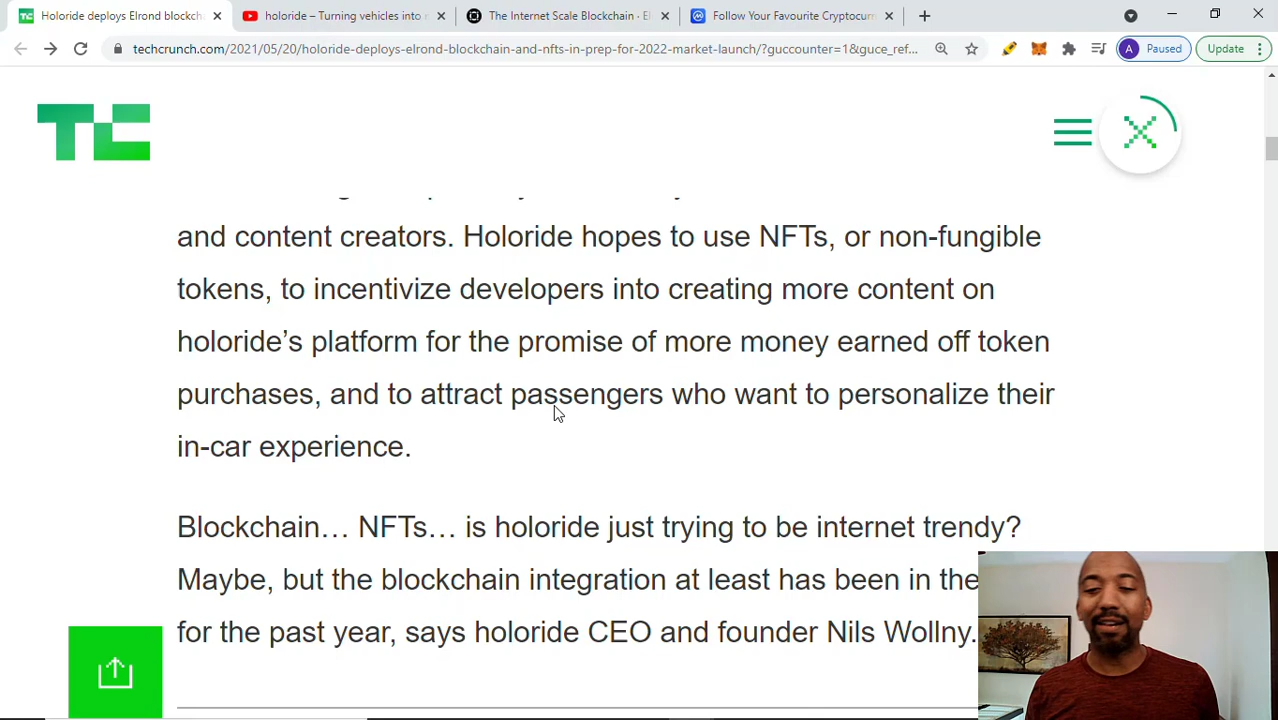 Holoride deploys Elrond blockcha
holoride – Turning vehicles into
The Internet Scale Blockchain · El
Follow Your Favourite Cryptocurr
techcrunch.com/2021/05/20/holoride-deploys-elrond-blockchain-and-nfts-in-prep-for-2022-market-launch/?guccounter=1&guce_ref...
A
Paused
Update
TC
and content creators. Holoride hopes to use NFTs, or non-fungible
tokens, to incentivize developers into creating more content on
holoride's platform for the promise of more money earned off token
purchases, and to attract passengers who want to personalize their
in-car experience.
Blockchain… NFTs… is holoride just trying to be internet trendy?
Maybe, but the blockchain integration at least has been in the
for the past year, says holoride CEO and founder Nils Wollny.